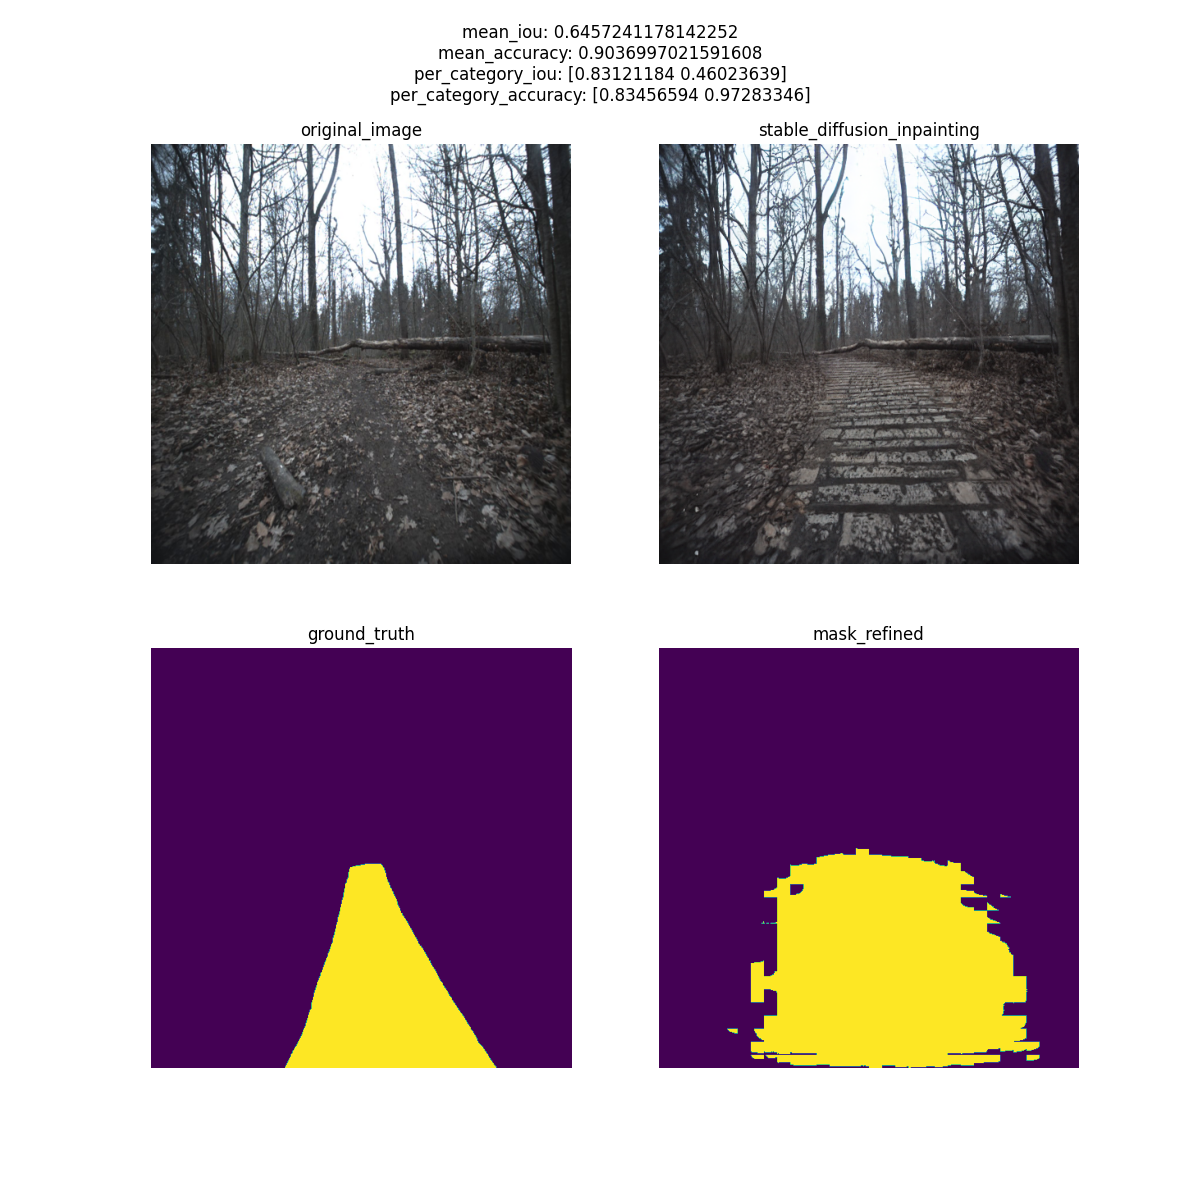 mean_iou: 0.6457241178142252
mean_accuracy: 0.9036997021591608
per_category_iou: [0.83121184 0.46023639]
per_category_accuracy: [0.83456594 0.97283346]
original_image
stable_diffusion_inpainting
ground_truth
mask_refined